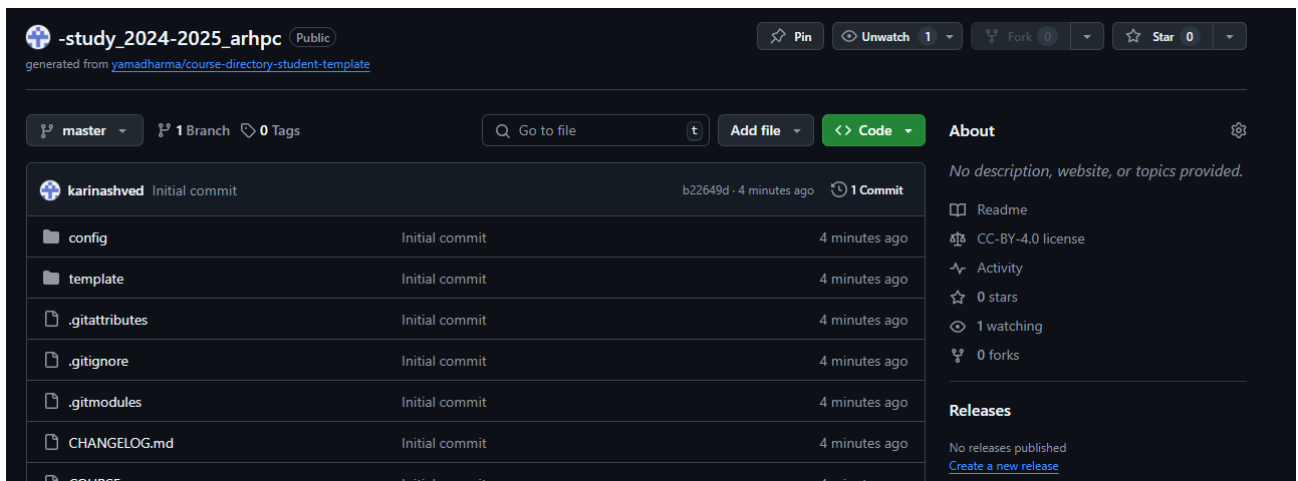 -study_2024-2025_arhpc Public
Pin
Unwatch 1
Fork 0
Star 0
generated from yamadharma/course-directory-student-template
master
1 Branch
0 Tags
Go to file
t
Add file
Code
karinashved Initial commit
b22649d · 4 minutes ago
1 Commit
config Initial commit 4 minutes ago
template Initial commit 4 minutes ago
.gitattributes Initial commit 4 minutes ago
.gitignore Initial commit 4 minutes ago
.gitmodules Initial commit 4 minutes ago
CHANGELOG.md Initial commit 4 minutes ago
About
No description, website, or topics provided.
Readme
CC-BY-4.0 license
Activity
0 stars
1 watching
0 forks
Releases
No releases published
Create a new release